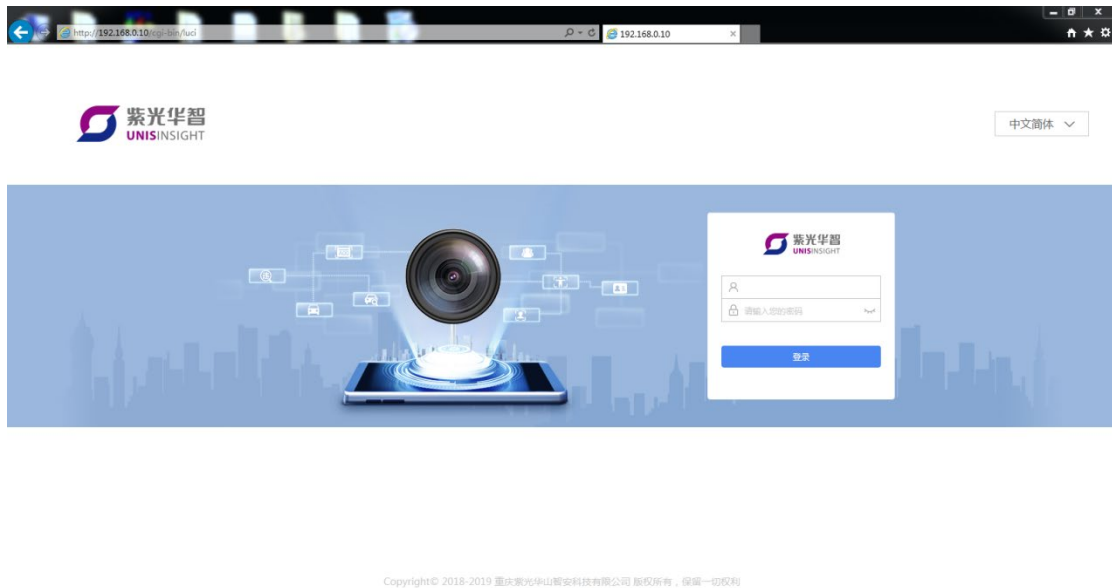 http://192.168.0.10/cgi-bin/luci
192.168.0.10
紫光华智
UNISINSIGHT
中文简体
紫光华智
UNISINSIGHT
请输入您的密码
登录
Copyright© 2018-2019 重庆紫光华山智安科技有限公司 版权所有，保留一切权利